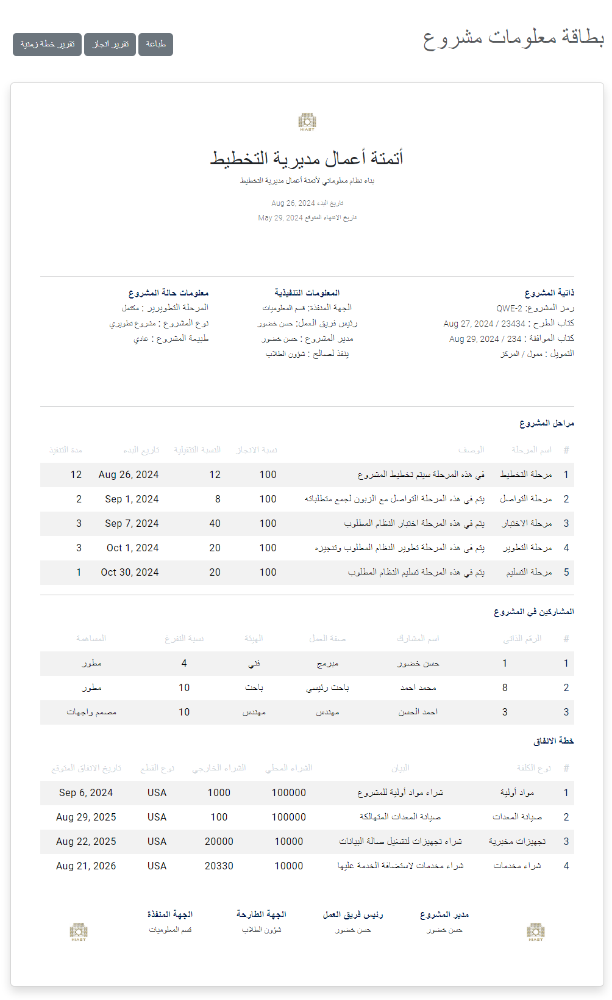 بطاقة معلومات مشروع
طباعة تقرير انجاز تقرير خطة زمنية
HIAST
أتمتة أعمال مديرية التخطيط
بناء نظام معلوماتي لأتمتة أعمال مديرية التخطيط
تاريخ البدء Aug 26, 2024
تاريخ الانتهاء المتوقع May 29, 2024
ذاتية المشروع
رمز المشروع: QWE-2
كتاب الطرح : 23434 / Aug 27, 2024
كتاب الموافقة : 234 / Aug 29, 2024
التمويل : ممول / المركز
المعلومات التنفيذية
الجهة المنفذة: قسم المعلوميات
رئيس فريق العمل: حسن خضور
مدير المشروع : حسن خضور
ينفذ لصالح : شؤون الطلاب
معلومات حالة المشروع
المرحلة التطويرير : مكتمل
نوع المشروع : مشروع تطويري
طبيعة المشروع : عادي
مراحل المشروع
# اسم المرحلة الوصف نسبة الانجاز النسبة التثقيلية تاريع البدء مدة التنفيذ
1 مرحلة التخطيط في هذه المرحلة سيتم تخطيط المشروع 100 12 Aug 26, 2024 12
2 مرحلة التواصل يتم في هذه المرحلة التواصل مع الزبون لجمع متطلباته 100 8 Sep 1, 2024 2
3 مرحلة الاختبار يتم في هذه المرحلة اختبار النظام المطلوب 100 40 Sep 7, 2024 3
4 مرحلة التطوير يتم في هذه المرحلة تطوير النظام المطلوب وتنجيزه 100 20 Oct 1, 2024 3
5 مرحلة التسليم يتم في هذه المرحلة تسليم النظام المطلوب 100 20 Oct 30, 2024 1
المشاركين في المشروع
# الرقم الذاتي اسم المشارك صفة العمل الهيئة نسبة التفرغ المساهمة
1 1 حسن خضور مبرمج فني 4 مطور
2 8 محمد احمد باحث رئيسي باحث 10 مطور
3 3 احمد الحسن مهندس مهندس 10 مصمم واجهات
خطة الانفاق
# نوع الكلفة البيان الشراء المحلي الشراء الخارجي نوع القطع تاريخ الانفاق المتوقع
1 مواد أولية شراء مواد أولية للمشروع 100000 1000 USA Sep 6, 2024
2 صيانة المعدات صيانة المعدات المتهالكة 100000 100 USA Aug 29, 2025
3 تجهيزات مخبرية شراء تجهيزات لتشغيل صالة البيانات 10000 20000 USA Aug 22, 2025
4 شراء مخدمات شراء مخدمات لاستضافة الخدمة عليها 10000 20330 USA Aug 21, 2026
مدير المشروع رئيس فريق العمل الجهة الطارحة الجهة المنفذة
حسن خضور حسن خضور شؤون الطلاب قسم المعلوميات
HIAST HIAST